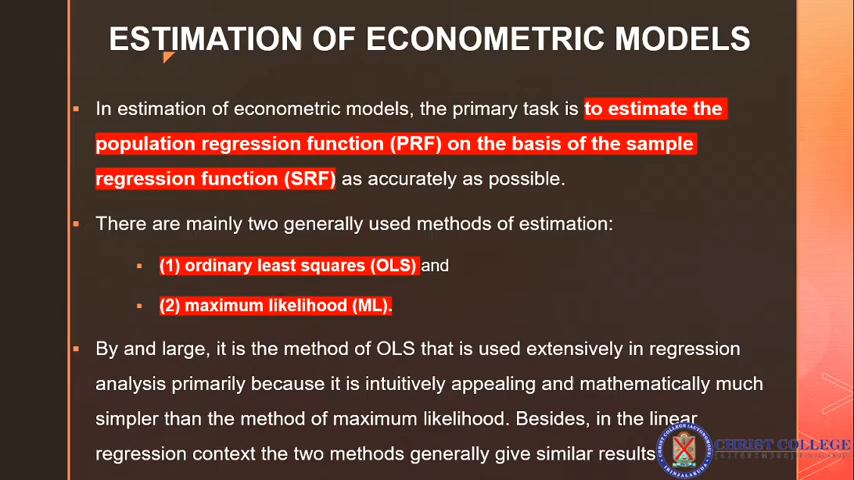 ESTIMATION OF ECONOMETRIC MODELS
In estimation of econometric models, the primary task is to estimate the
population regression function (PRF) on the basis of the sample
regression function (SRF) as accurately as possible.
There are mainly two generally used methods of estimation:
(1) ordinary least squares (OLS) and
(2) maximum likelihood (ML).
By and large, it is the method of OLS that is used extensively in regression
analysis primarily because it is intuitively appealing and mathematically much
simpler than the method of maximum likelihood. Besides, in the linear
regression context the two methods generally give similar results
CHRIST COLLEGE (AUTONOMOUS)
IRINJALAKUDA
CHRIST COLLEGE